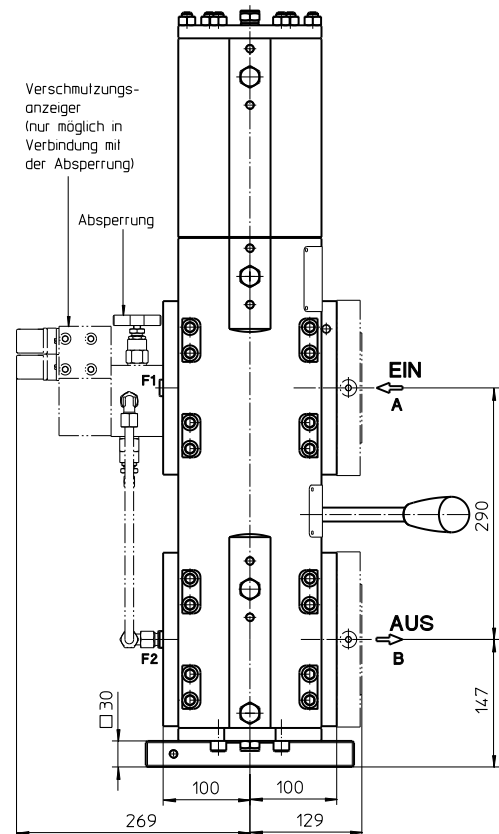 Verschmutzungs-
anzeiger
(nur möglich in
Verbindung mit
der Absperrung)
Absperrung
EIN
A
F1
290
AUS
B
F2
147
□30
100
100
269
129